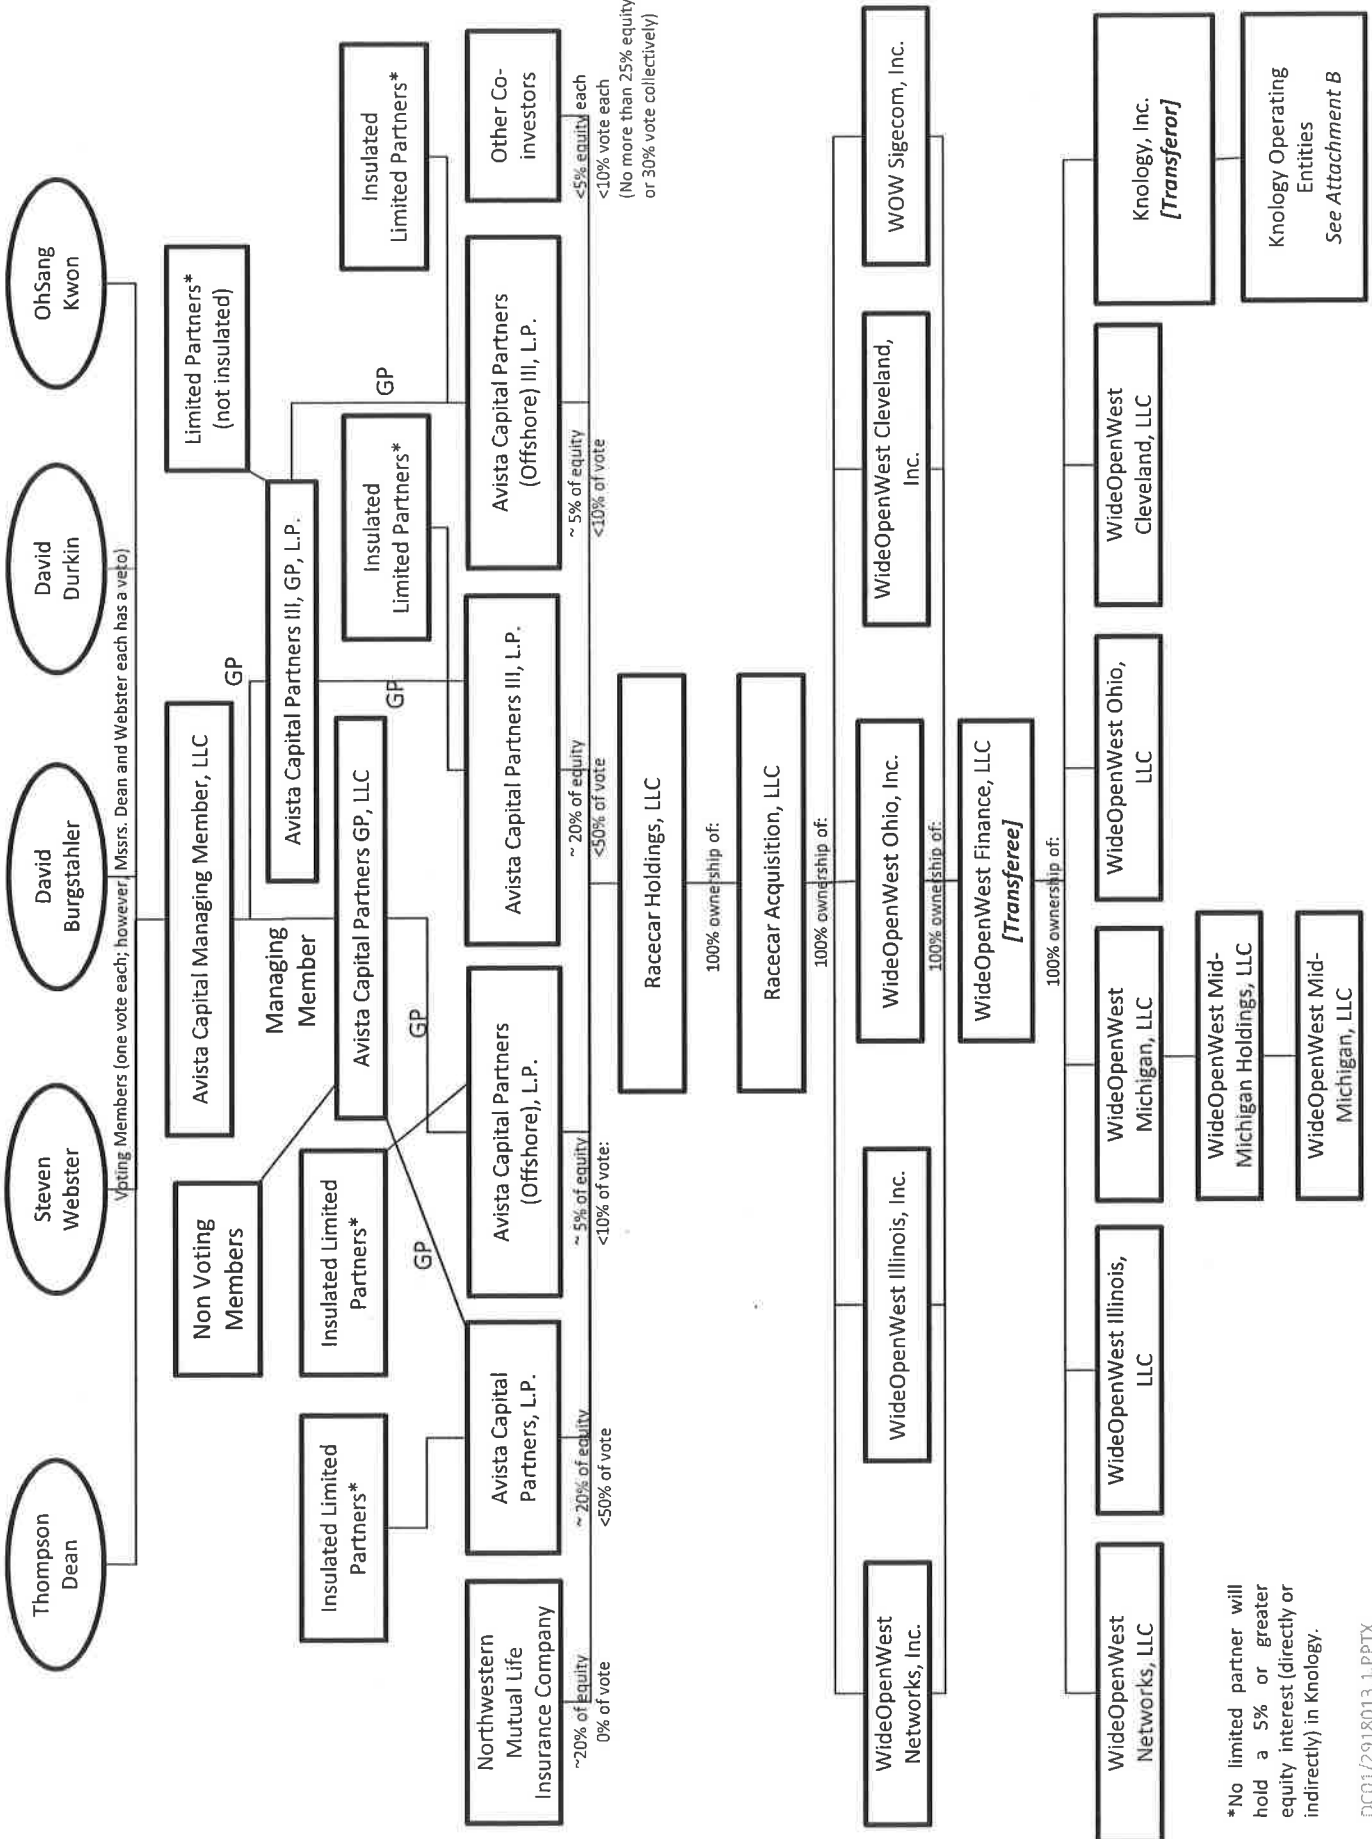 Thompson
Dean
Steven
Webster
David
Burgstahler
David
Durkin
OhSang
Kwon
Voting Members (one vote each; however, Mssrs. Dean and Webster each has a veto)
Avista Capital Managing Member, LLC
Non Voting
Members
Managing
Member
GP
Limited Partners*
(not insulated)
Avista Capital Partners III, GP, L.P.
Insulated Limited
Partners*
Insulated Limited
Partners*
Avista Capital Partners GP, LLC
GP
GP
GP
GP
Insulated
Limited Partners*
Insulated
Limited Partners*
Northwestern
Mutual Life
Insurance Company
Avista Capital
Partners, L.P.
Avista Capital Partners
(Offshore), L.P.
Avista Capital Partners III, L.P.
Avista Capital Partners
(Offshore) III, L.P.
Other Co-
investors
~20% of equity
0% of vote
~ 20% of equity
<50% of vote
~ 5% of equity
<10% of vote:
~ 20% of equity
<50% of vote
~ 5% of equity
<10% of vote
<5% equity each
<10% vote each
(No more than 25% equity
or 30% vote collectively)
Racecar Holdings, LLC
100% ownership of:
Racecar Acquisition, LLC
100% ownership of:
WideOpenWest
Networks, Inc.
WideOpenWest Illinois, Inc.
WideOpenWest Ohio, Inc.
WideOpenWest Cleveland,
Inc.
WOW Sigecom, Inc.
100% ownership of:
WideOpenWest Finance, LLC
[Transferee]
100% ownership of:
WideOpenWest
Networks, LLC
WideOpenWest Illinois,
LLC
WideOpenWest
Michigan, LLC
WideOpenWest Ohio,
LLC
WideOpenWest
Cleveland, LLC
Knology, Inc.
[Transferor]
WideOpenWest Mid-
Michigan Holdings, LLC
WideOpenWest Mid-
Michigan, LLC
Knology Operating
Entities
See Attachment B
*No limited partner will
hold a 5% or greater
equity interest (directly or
indirectly) in Knology.
DC01/2918013.1.PPTX